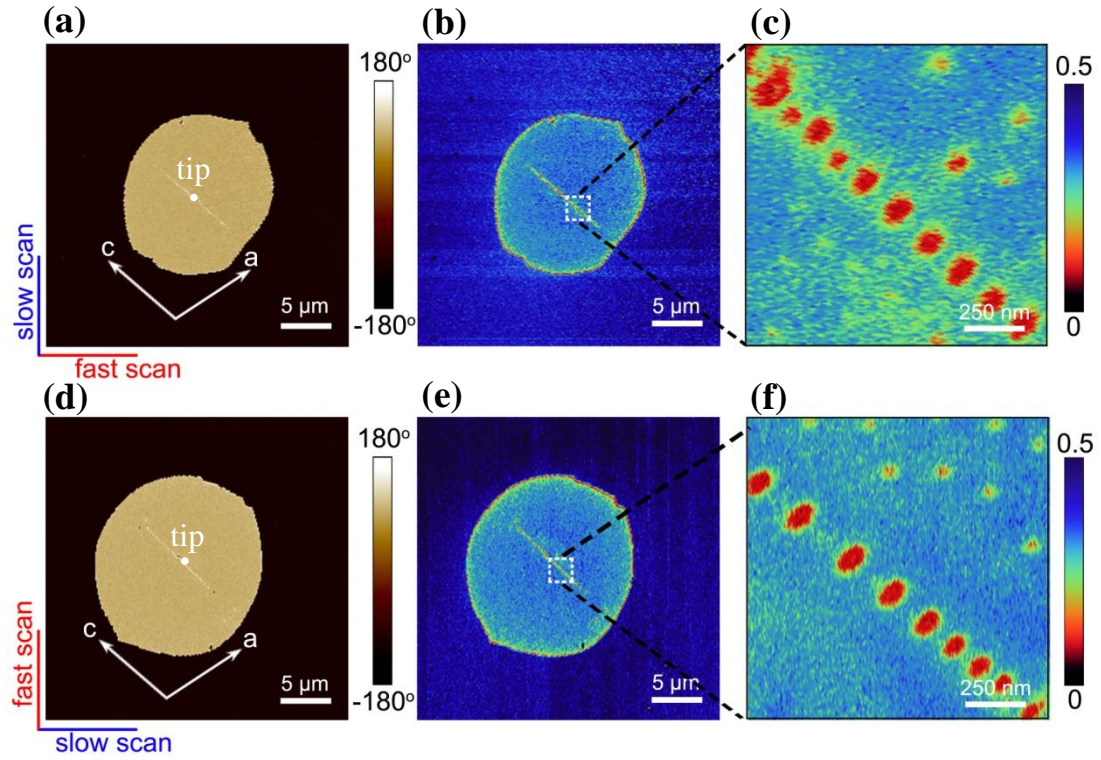 (a)
(b)
(c)
180°
0.5
tip
c
a
slow scan
5 μm
5 μm
250 nm
-180°
0
fast scan
(d)
(e)
(f)
180°
0.5
tip
c
a
fast scan
5 μm
5 μm
250 nm
-180°
0
slow scan